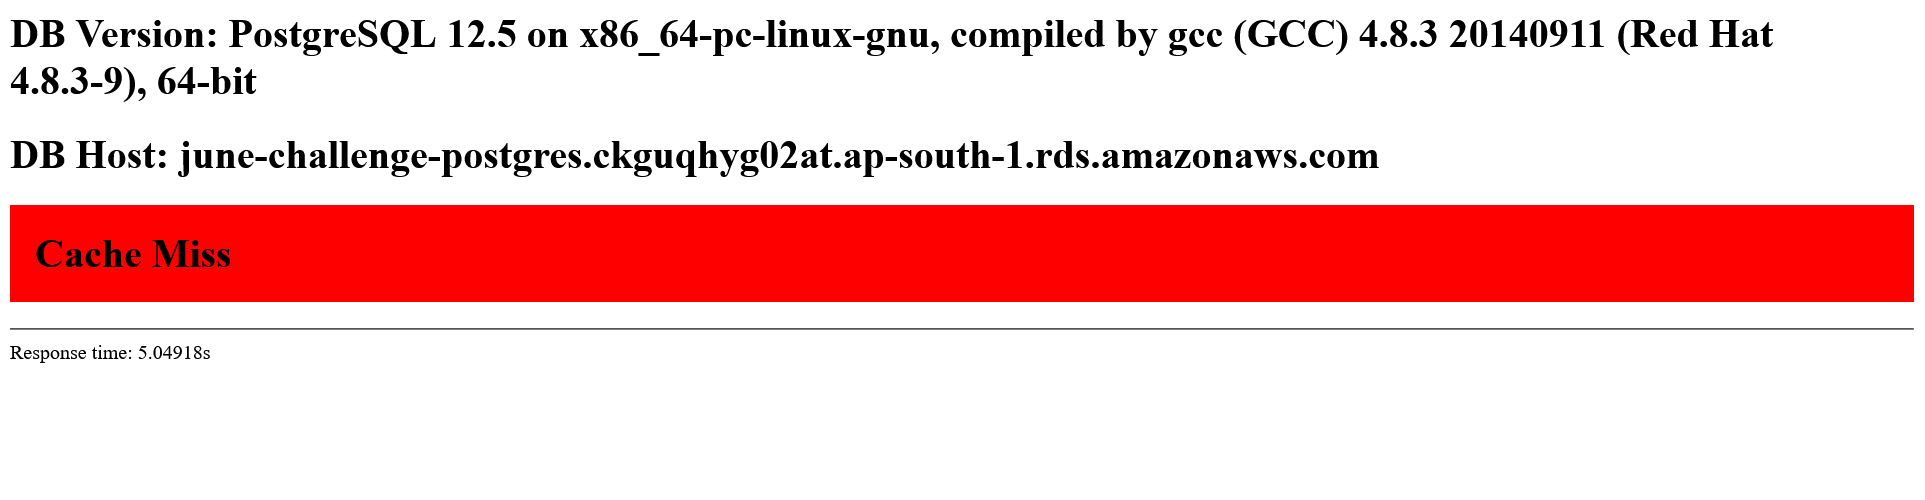 DB Version: PostgreSQL 12.5 on x86_64-pc-linux-gnu, compiled by gcc (GCC) 4.8.3 20140911 (Red Hat
4.8.3-9), 64-bit
DB Host: june-challenge-postgres.ckguqhyg02at.ap-south-1.rds.amazonaws.com
Cache Miss
Response time: 5.04918s